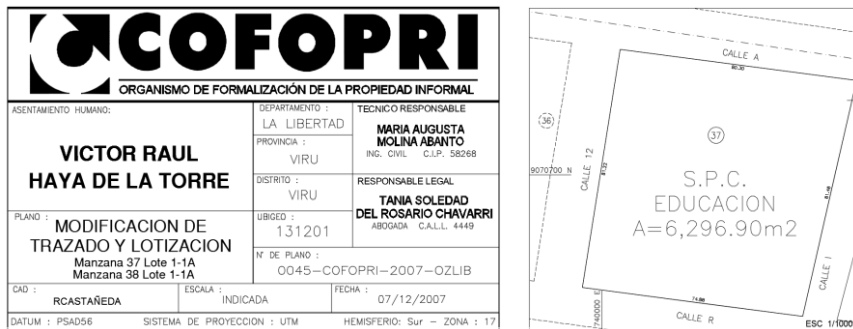 COFOPRI
ORGANISMO DE FORMALIZACIÓN DE LA PROPIEDAD INFORMAL
ASENTAMIENTO HUMANO:
VICTOR RAUL
HAYA DE LA TORRE
DEPARTAMENTO :
LA LIBERTAD
PROVINCIA :
VIRU
DISTRITO :
VIRU
TECNICO RESPONSABLE
MARIA AUGUSTA
MOLINA ABANTO
ING. CIVIL C.I.P. 58268
RESPONSABLE LEGAL
TANIA SOLEDAD
DEL ROSARIO CHAVARRI
ABOGADA C.A.L.L. 4449
PLANO :
MODIFICACION DE
TRAZADO Y LOTIZACION
Manzana 37 Lote 1-1A
Manzana 38 Lote 1-1A
UBIGEO :
131201
N° DE PLANO :
0045-COFOPRI-2007-OZLIB
CAD :
RCASTAÑEDA
ESCALA :
INDICADA
FECHA :
07/12/2007
DATUM : PSAD56 SISTEMA DE PROYECCION : UTM HEMISFERIO: Sur - ZONA : 17
CALLE A
36
37
9070700 N
CALLE 12
S.P.C.
EDUCACION
A=6,296.90m2
CALLE I
74.98
CALLE R
740000 E
ESC 1/1000